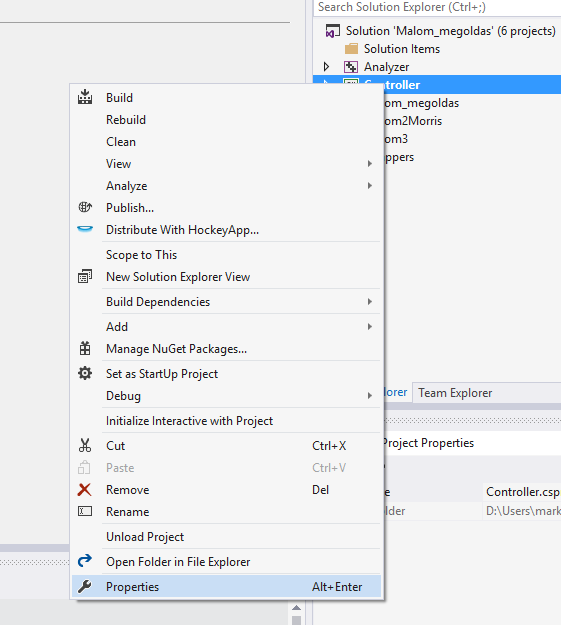 Search Solution Explorer (Ctrl+;)
Solution 'Malom_megoldas' (6 projects)
Solution Items
Analyzer
Controller
om_megoldas
om2Morris
om3
ppers
Build
Rebuild
Clean
View
Analyze
Publish...
Distribute With HockeyApp...
Scope to This
New Solution Explorer View
Build Dependencies
Add
Manage NuGet Packages...
Set as StartUp Project
Debug
Initialize Interactive with Project
Cut Ctrl+X
Paste Ctrl+V
Remove Del
Rename
Unload Project
Open Folder in File Explorer
Properties Alt+Enter
lorer Team Explorer
Project Properties
e Controller.csp
older D:\Users\mark